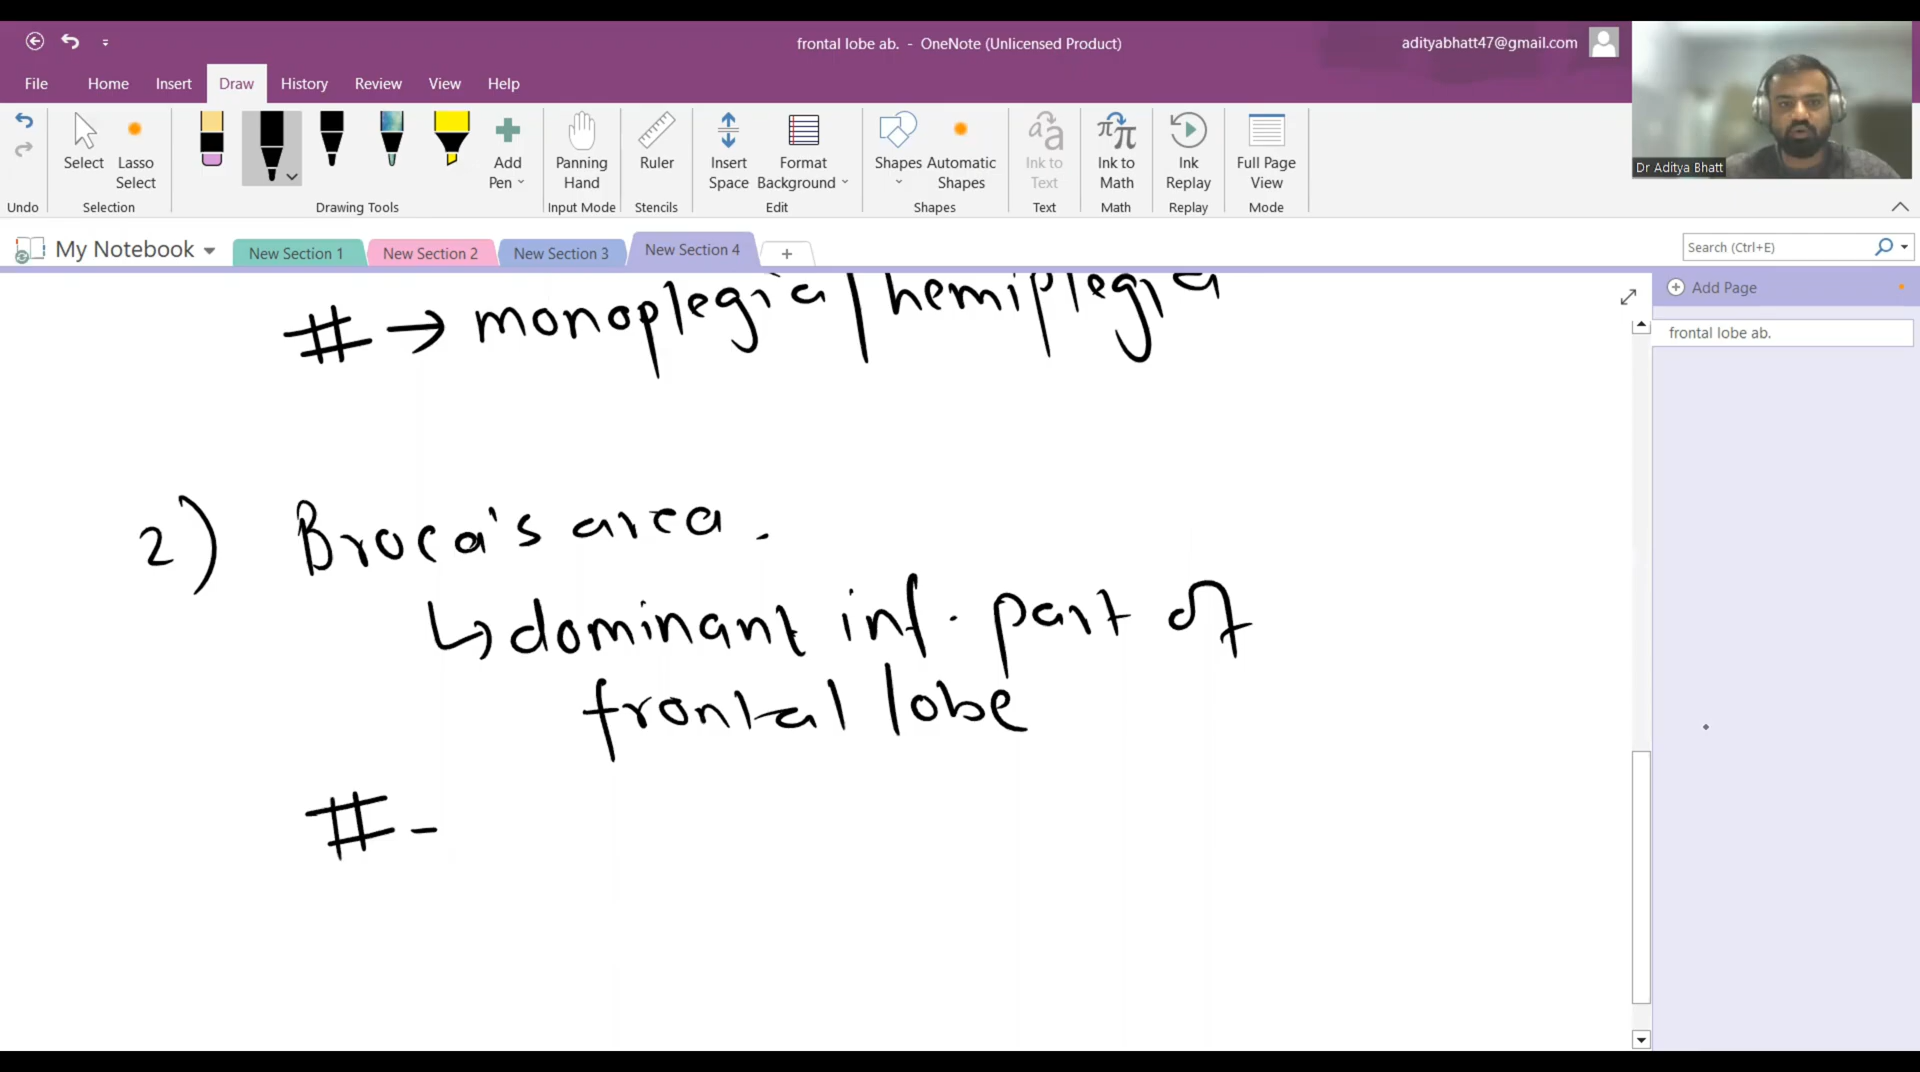 frontal lobe ab. - OneNote (Unlicensed Product)
adityabhatt47@gmail.com
File Home Insert Draw History Review View Help
Select
Lasso Select
Add Pen
Panning Hand
Ruler
Insert Space
Format Background
Shapes
Automatic Shapes
Ink to Text
Ink to Math
Ink Replay
Full Page View
Dr Aditya Bhatt
Undo Selection Drawing Tools Input Mode Stencils Edit Shapes Text Math Replay Mode
My Notebook New Section 1 New Section 2 New Section 3 New Section 4 +
Search (Ctrl+E)
Add Page
frontal lobe ab.
# → monoplegia / hemiplegia
2) Broca's area.
↳ dominant inf. part of
frontal lobe
# -